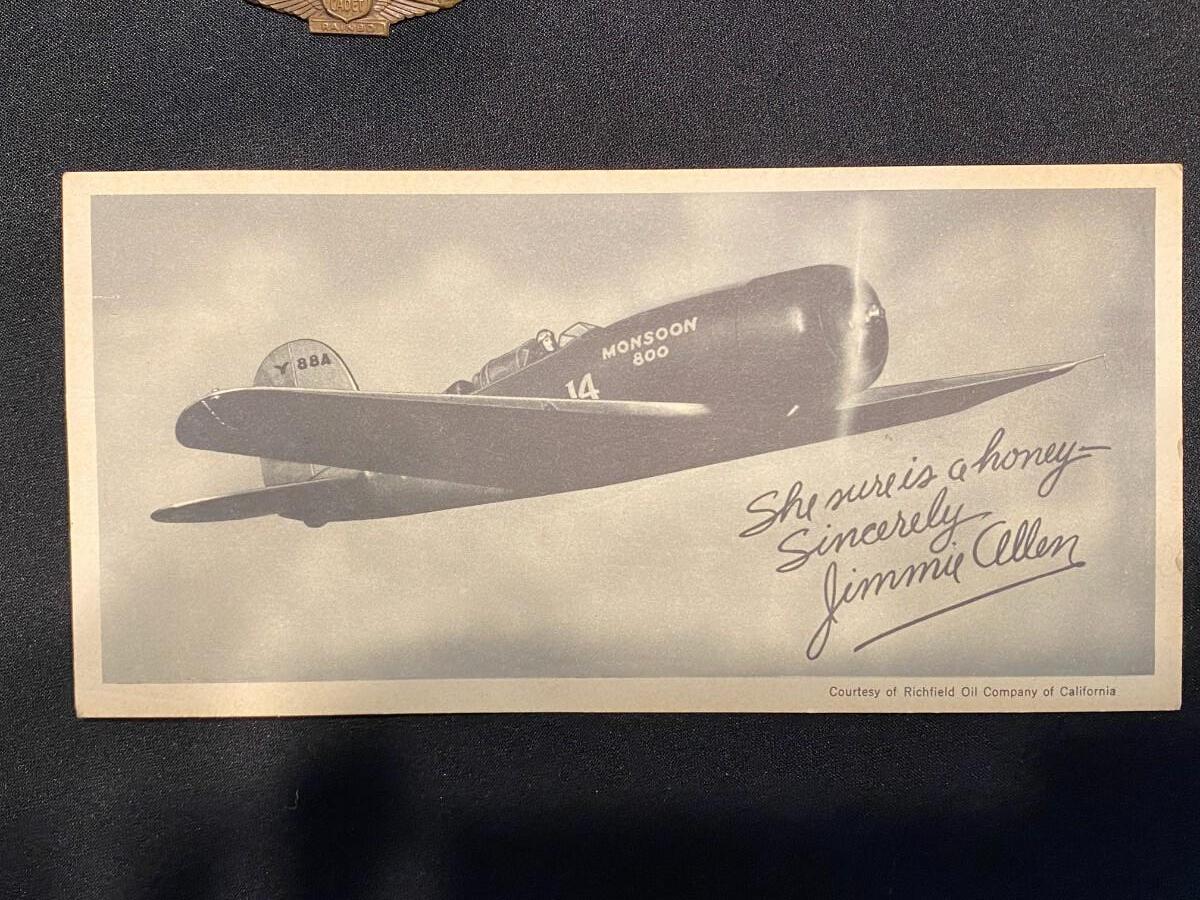 CADET
RAINBO
88A
MONSOON
800
14
She sure is a honey—
Sincerely
Jimmie Allen
Courtesy of Richfield Oil Company of California